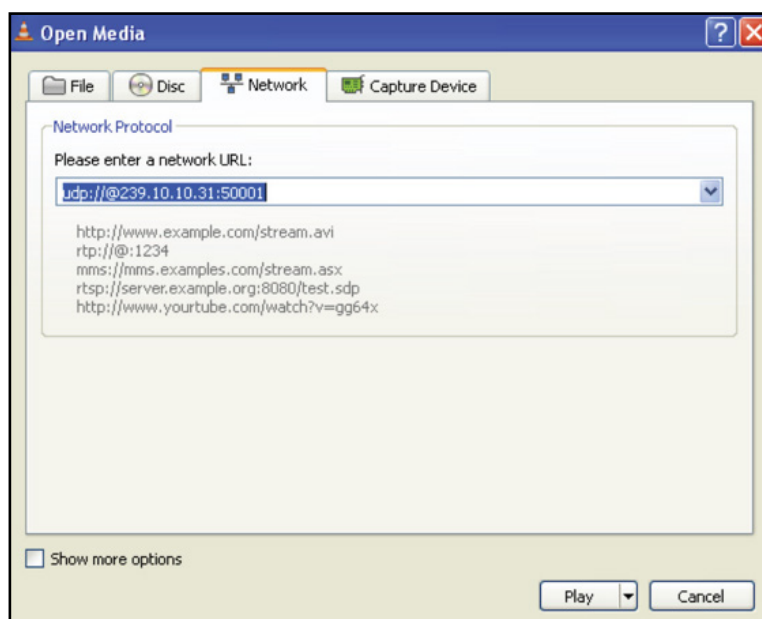 Open Media
File Disc Network Capture Device
Network Protocol
Please enter a network URL:
udp://@239.10.10.31:50001
http://www.example.com/stream.avi
rtp://@:1234
mms://mms.examples.com/stream.asx
rtsp://server.example.org:8080/test.sdp
http://www.yourtube.com/watch?v=gg64x
Show more options
Play Cancel